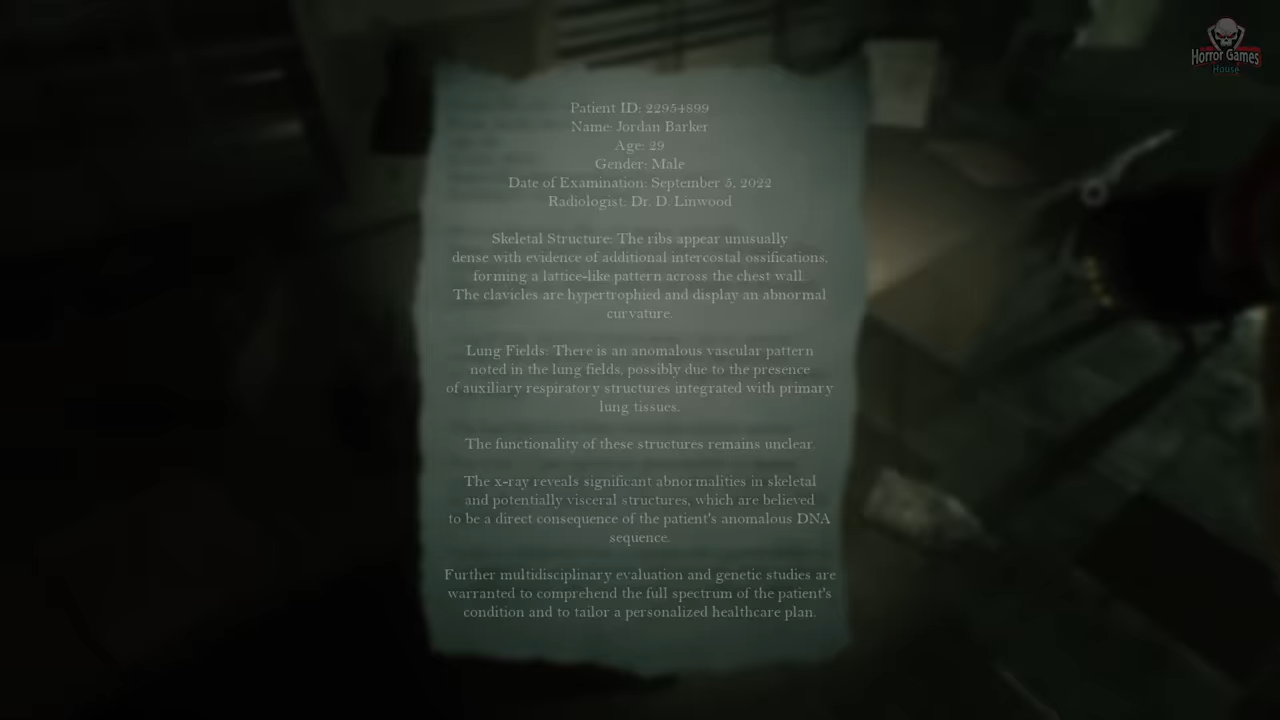 Horror Games
House
Patient ID: 22954899
Name: Jordan Barker
Age: 29
Gender: Male
Date of Examination: September 5, 2022
Radiologist: Dr. D. Linwood
Skeletal Structure: The ribs appear unusually
dense with evidence of additional intercostal ossifications,
forming a lattice-like pattern across the chest wall.
The clavicles are hypertrophied and display an abnormal
curvature.
Lung Fields: There is an anomalous vascular pattern
noted in the lung fields, possibly due to the presence
of auxiliary respiratory structures integrated with primary
lung tissues.
The functionality of these structures remains unclear.
The x-ray reveals significant abnormalities in skeletal
and potentially visceral structures, which are believed
to be a direct consequence of the patient's anomalous DNA
sequence.
Further multidisciplinary evaluation and genetic studies are
warranted to comprehend the full spectrum of the patient's
condition and to tailor a personalized healthcare plan.